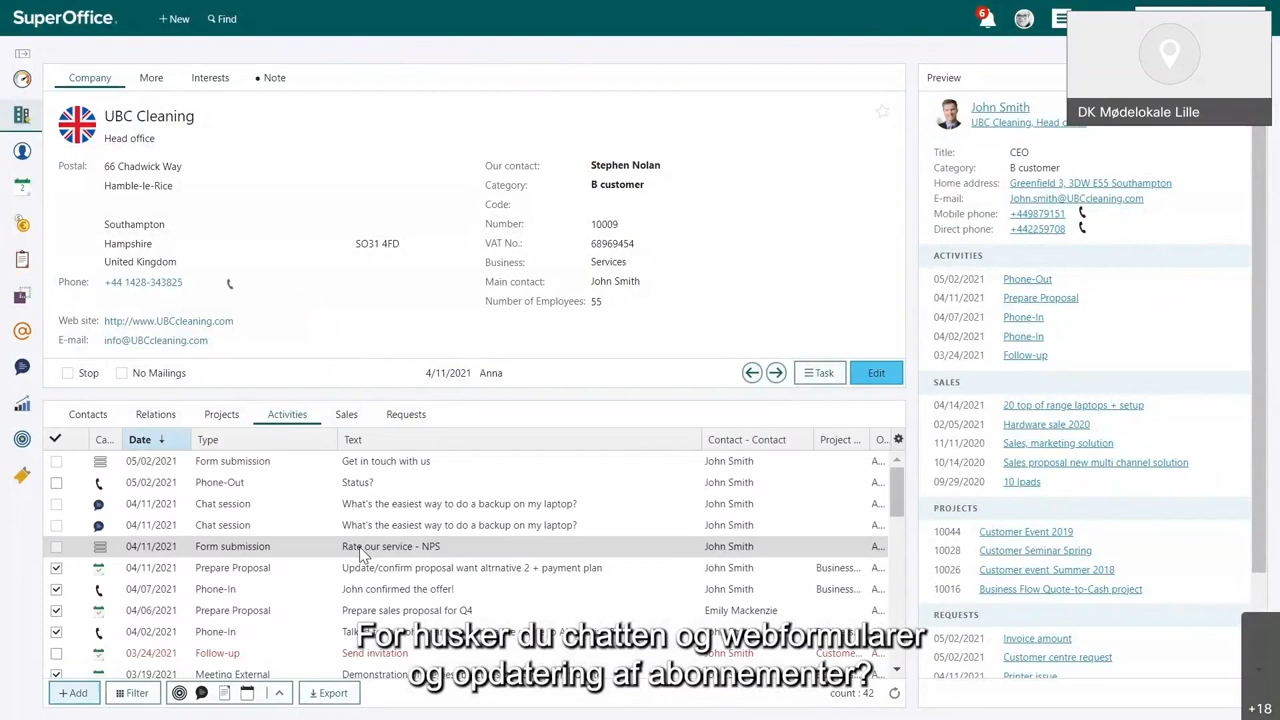 SuperOffice.
+ New
Find
6
DK Mødelokale Lille
Company
More
Interests
● Note
UBC Cleaning
Head office
Postal: 66 Chadwick Way
Hamble-le-Rice
Southampton
Hampshire SO31 4FD
United Kingdom
Phone: +44 1428-343825
Web site: http://www.UBCcleaning.com
E-mail: info@UBCcleaning.com
Our contact: Stephen Nolan
Category: B customer
Code:
Number: 10009
VAT No.: 68969454
Business: Services
Main contact: John Smith
Number of Employees: 55
Stop
No Mailings
4/11/2021 Anna
Task
Edit
Contacts
Relations
Projects
Activities
Sales
Requests
Ca... Date Type Text Contact - Contact Project ... O...
05/02/2021 Form submission Get in touch with us John Smith A...
05/02/2021 Phone-Out Status? John Smith A...
04/11/2021 Chat session What's the easiest way to do a backup on my laptop? John Smith A...
04/11/2021 Chat session What's the easiest way to do a backup on my laptop? John Smith A...
04/11/2021 Form submission Rate our service - NPS John Smith A...
04/11/2021 Prepare Proposal Update/confirm proposal want altrnative 2 + payment plan John Smith Business... A...
04/07/2021 Phone-In John confirmed the offer! John Smith Business... A...
04/06/2021 Prepare Proposal Prepare sales proposal for Q4 Emily Mackenzie A...
04/02/2021 Phone-In
03/24/2021 Follow-up Send invitation Custome...
03/19/2021 Meeting External Demonstration
+ Add
Filter
Export
count : 42
Preview
John Smith
UBC Cleaning, Head
Title: CEO
Category: B customer
Home address: Greenfield 3, 3DW E55 Southampton
E-mail: John.smith@UBCcleaning.com
Mobile phone: +449879151
Direct phone: +442259708
ACTIVITIES
05/02/2021 Phone-Out
04/11/2021 Prepare Proposal
04/07/2021 Phone-In
04/02/2021 Phone-In
03/24/2021 Follow-up
SALES
04/14/2021 20 top of range laptops + setup
02/05/2021 Hardware sale 2020
11/11/2020 Sales, marketing solution
10/14/2020 Sales proposal new multi channel solution
09/29/2020 10 Ipads
PROJECTS
10044 Customer Event 2019
10028 Customer Seminar Spring
10026 Customer event Summer 2018
10016 Business Flow Quote-to-Cash project
REQUESTS
05/02/2021 Invoice amount
04/11/2021 Customer centre request
04/11/2021 Printer issue
+18
For husker du chatten og webformularer
og opdatering af abonnementer?